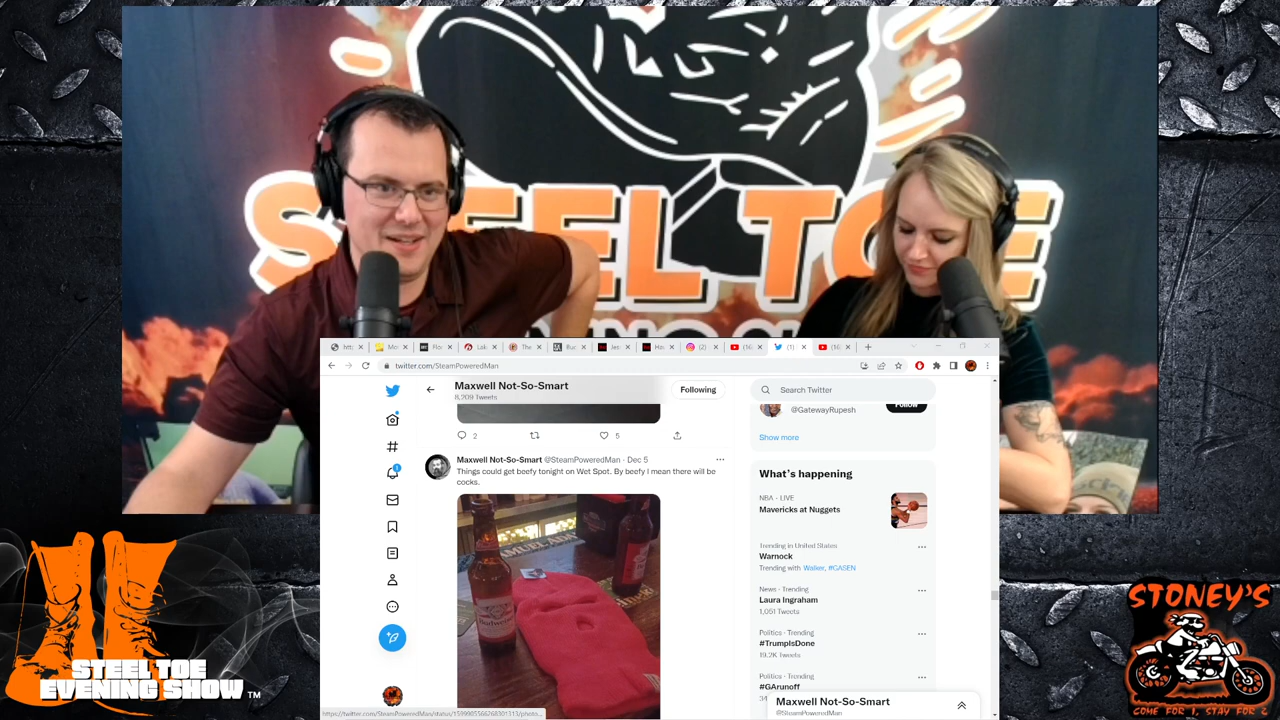 STEEL TOE
twitter.com/SteamPoweredMan
Maxwell Not-So-Smart
8,209 Tweets
Following
Search Twitter
@GatewayRupesh
Follow
Show more
2
5
What's happening
NBA · LIVE
Mavericks at Nuggets
Trending in United States
Warnock
Trending with Walker, #GASEN
News · Trending
Laura Ingraham
1,051 Tweets
Politics · Trending
#TrumpIsDone
19.2K Tweets
Politics · Trending
#GArunoff
Maxwell Not-So-Smart @SteamPoweredMan · Dec 5
Things could get beefy tonight on Wet Spot. By beefy I mean there will be
cocks.
Budweiser
Maxwell Not-So-Smart
@SteamPoweredMan
STEEL TOE
EVENING SHOW TM
STONEY'S
COME FOR 1, STAY FOR 2